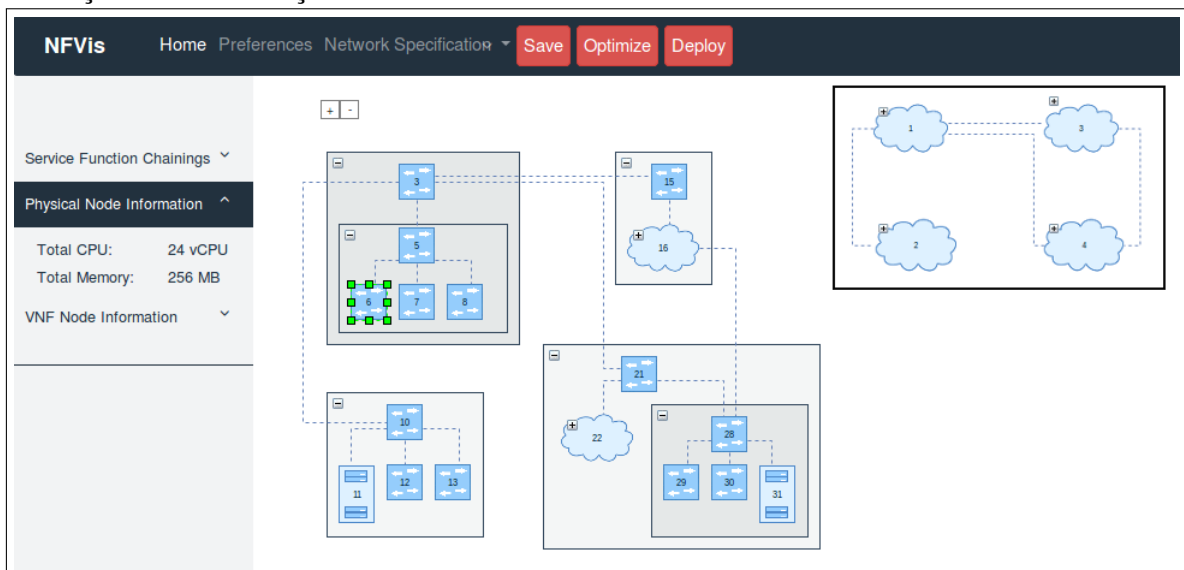 NFVis Home Preferences Network Specification Save Optimize Deploy
+ -
Service Function Chainings
Physical Node Information
Total CPU: 24 vCPU
Total Memory: 256 MB
VNF Node Information
1 3
2 4
3 15
5 16
6 7 8
21
10 22 28
11 12 13 29 30 31